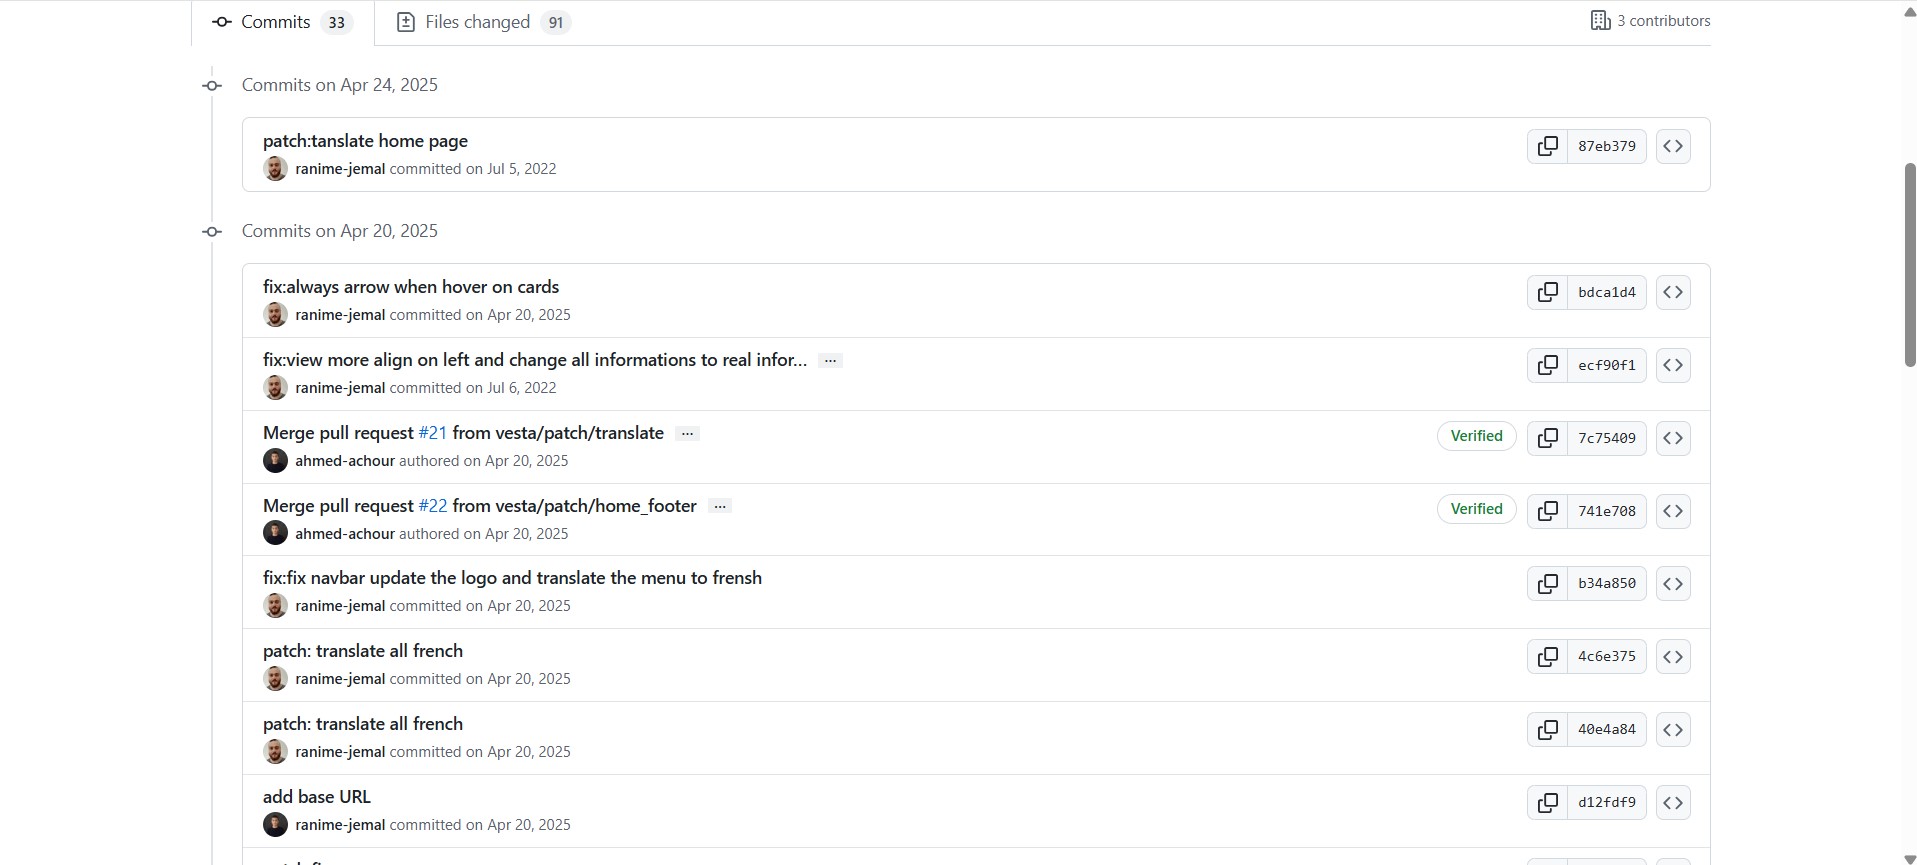 Commits 33 Files changed 91 3 contributors
Commits on Apr 24, 2025
patch:tanslate home page 87eb379
ranime-jemal committed on Jul 5, 2022
Commits on Apr 20, 2025
fix:always arrow when hover on cards bdca1d4
ranime-jemal committed on Apr 20, 2025
fix:view more align on left and change all informations to real infor... ... ecf90f1
ranime-jemal committed on Jul 6, 2022
Merge pull request #21 from vesta/patch/translate ... Verified 7c75409
ahmed-achour authored on Apr 20, 2025
Merge pull request #22 from vesta/patch/home_footer ... Verified 741e708
ahmed-achour authored on Apr 20, 2025
fix:fix navbar update the logo and translate the menu to frensh b34a850
ranime-jemal committed on Apr 20, 2025
patch: translate all french 4c6e375
ranime-jemal committed on Apr 20, 2025
patch: translate all french 40e4a84
ranime-jemal committed on Apr 20, 2025
add base URL d12fdf9
ranime-jemal committed on Apr 20, 2025